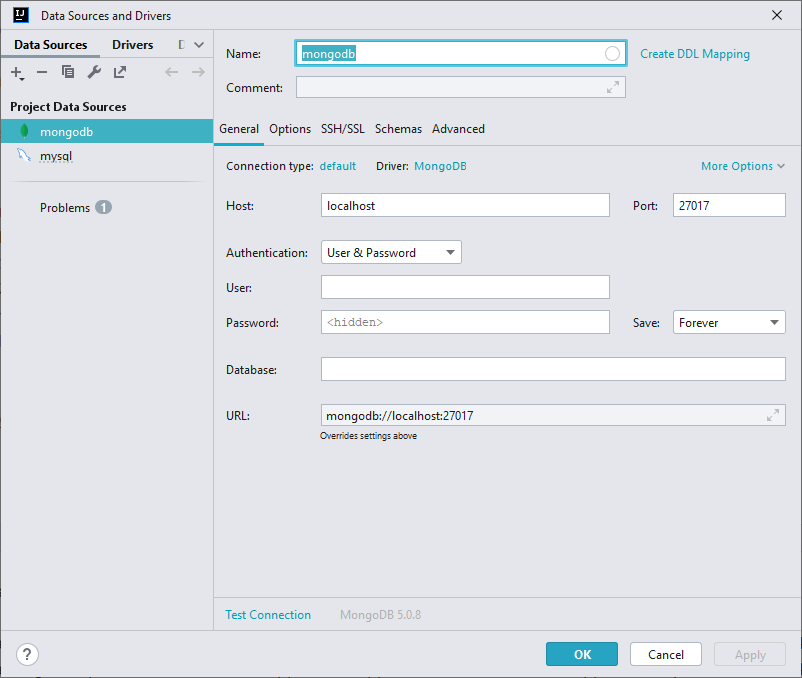 Data Sources and Drivers
Data Sources Drivers
Project Data Sources
mongodb
mysql
Problems 1
Name: mongodb Create DDL Mapping
Comment:
General Options SSH/SSL Schemas Advanced
Connection type: default Driver: MongoDB More Options
Host: localhost Port: 27017
Authentication: User & Password
User:
Password: <hidden> Save: Forever
Database:
URL: mongodb://localhost:27017
Overrides settings above
Test Connection MongoDB 5.0.8
? OK Cancel Apply